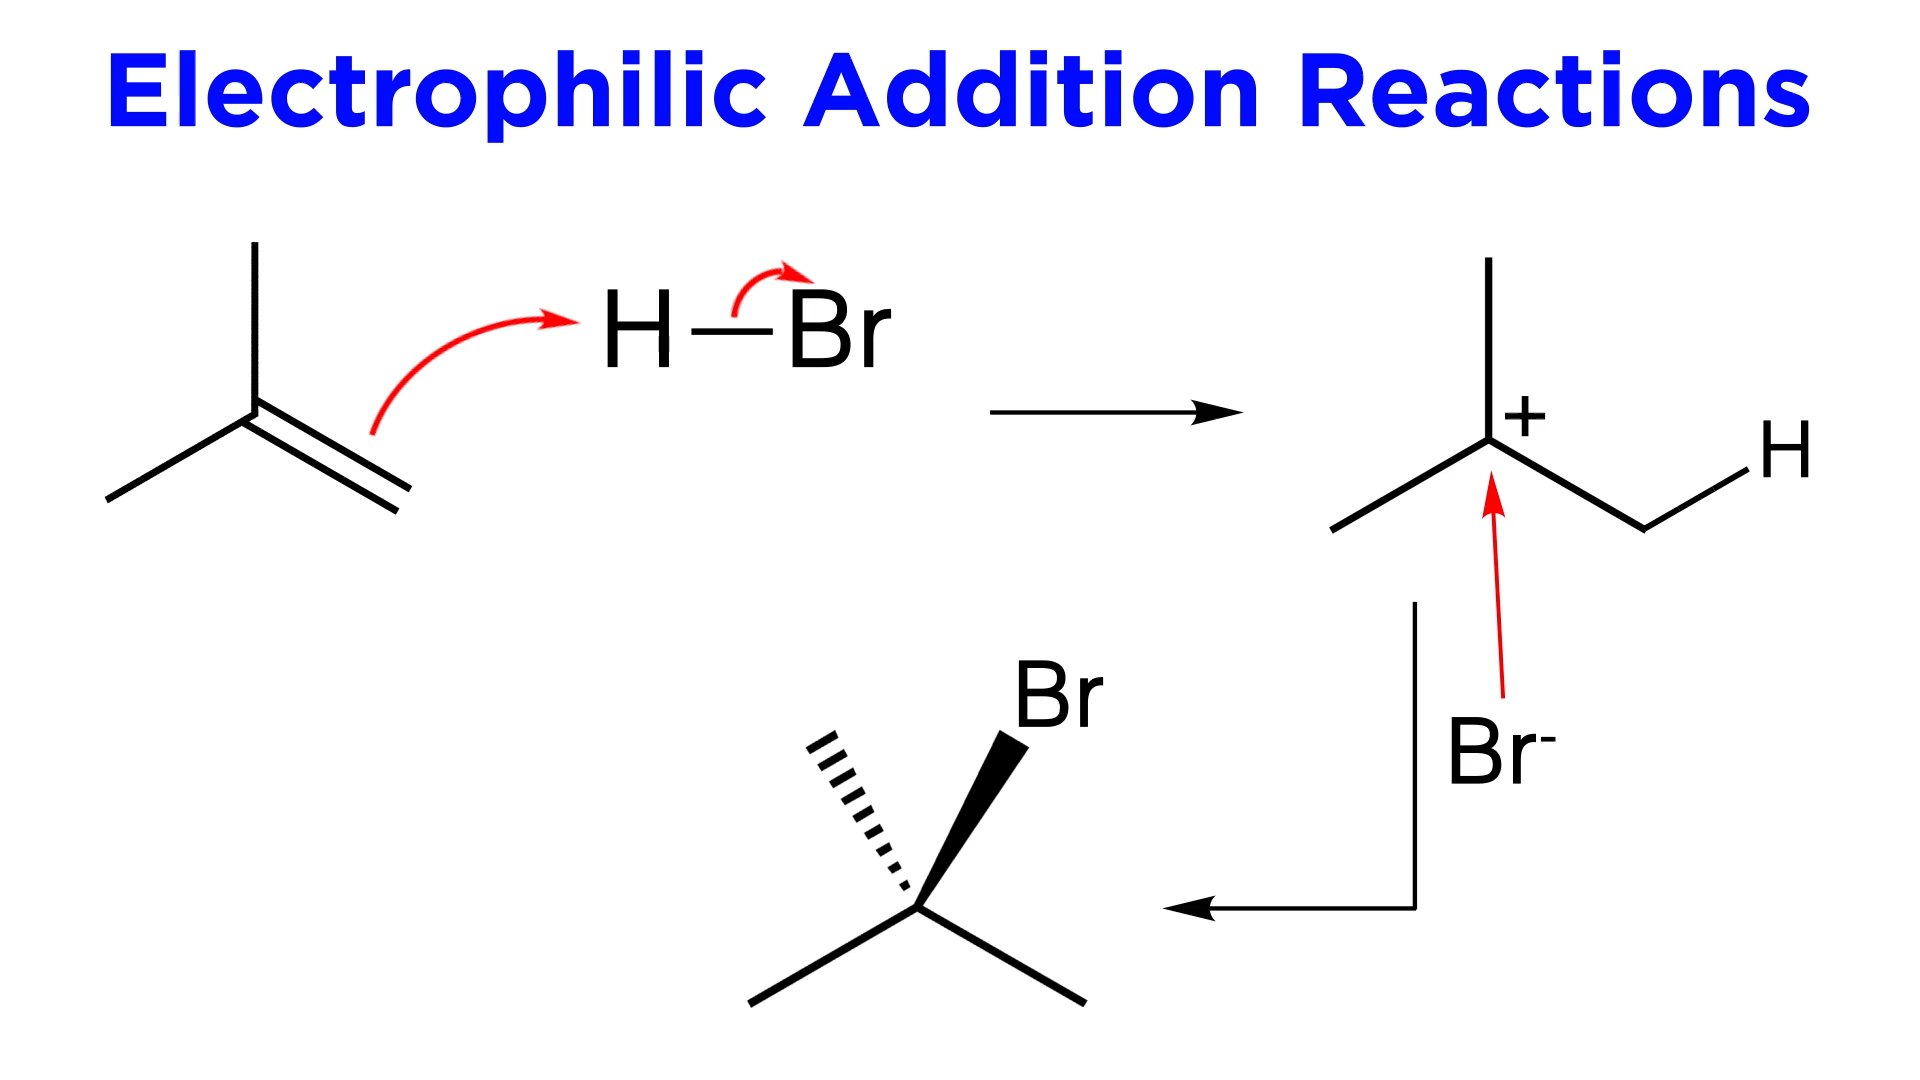 Electrophilic Addition Reactions
H—Br
+
H
Br
Br-